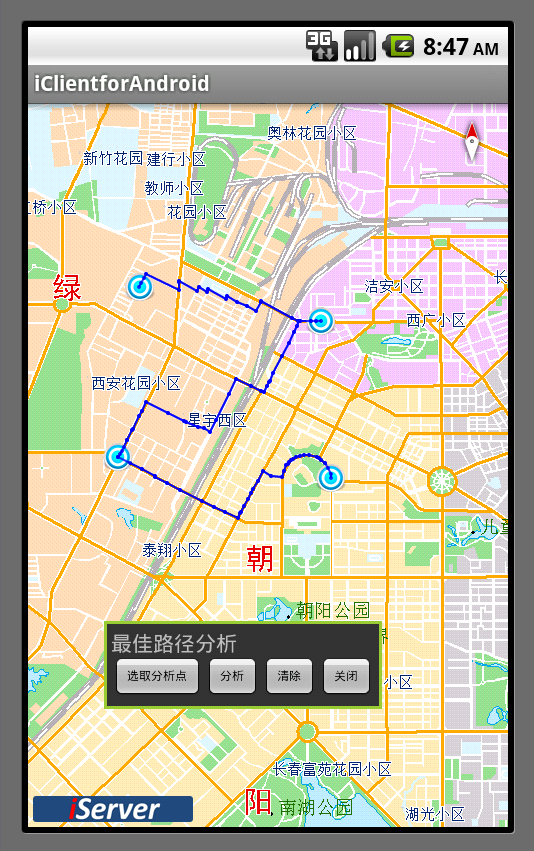 3G
8:47 AM
iClientforAndroid
奥林花园小区
新竹花园
建行小区
教师小区
花园小区
桥小区
绿
洁安小区
长
西广小区
西安花园小区
星宇西区
泰翔小区
朝
朝阳公园
最佳路径分析
选取分析点
分析
清除
关闭
小区
长春富苑花园小区
阳
南湖公园
湖光小区
iServer